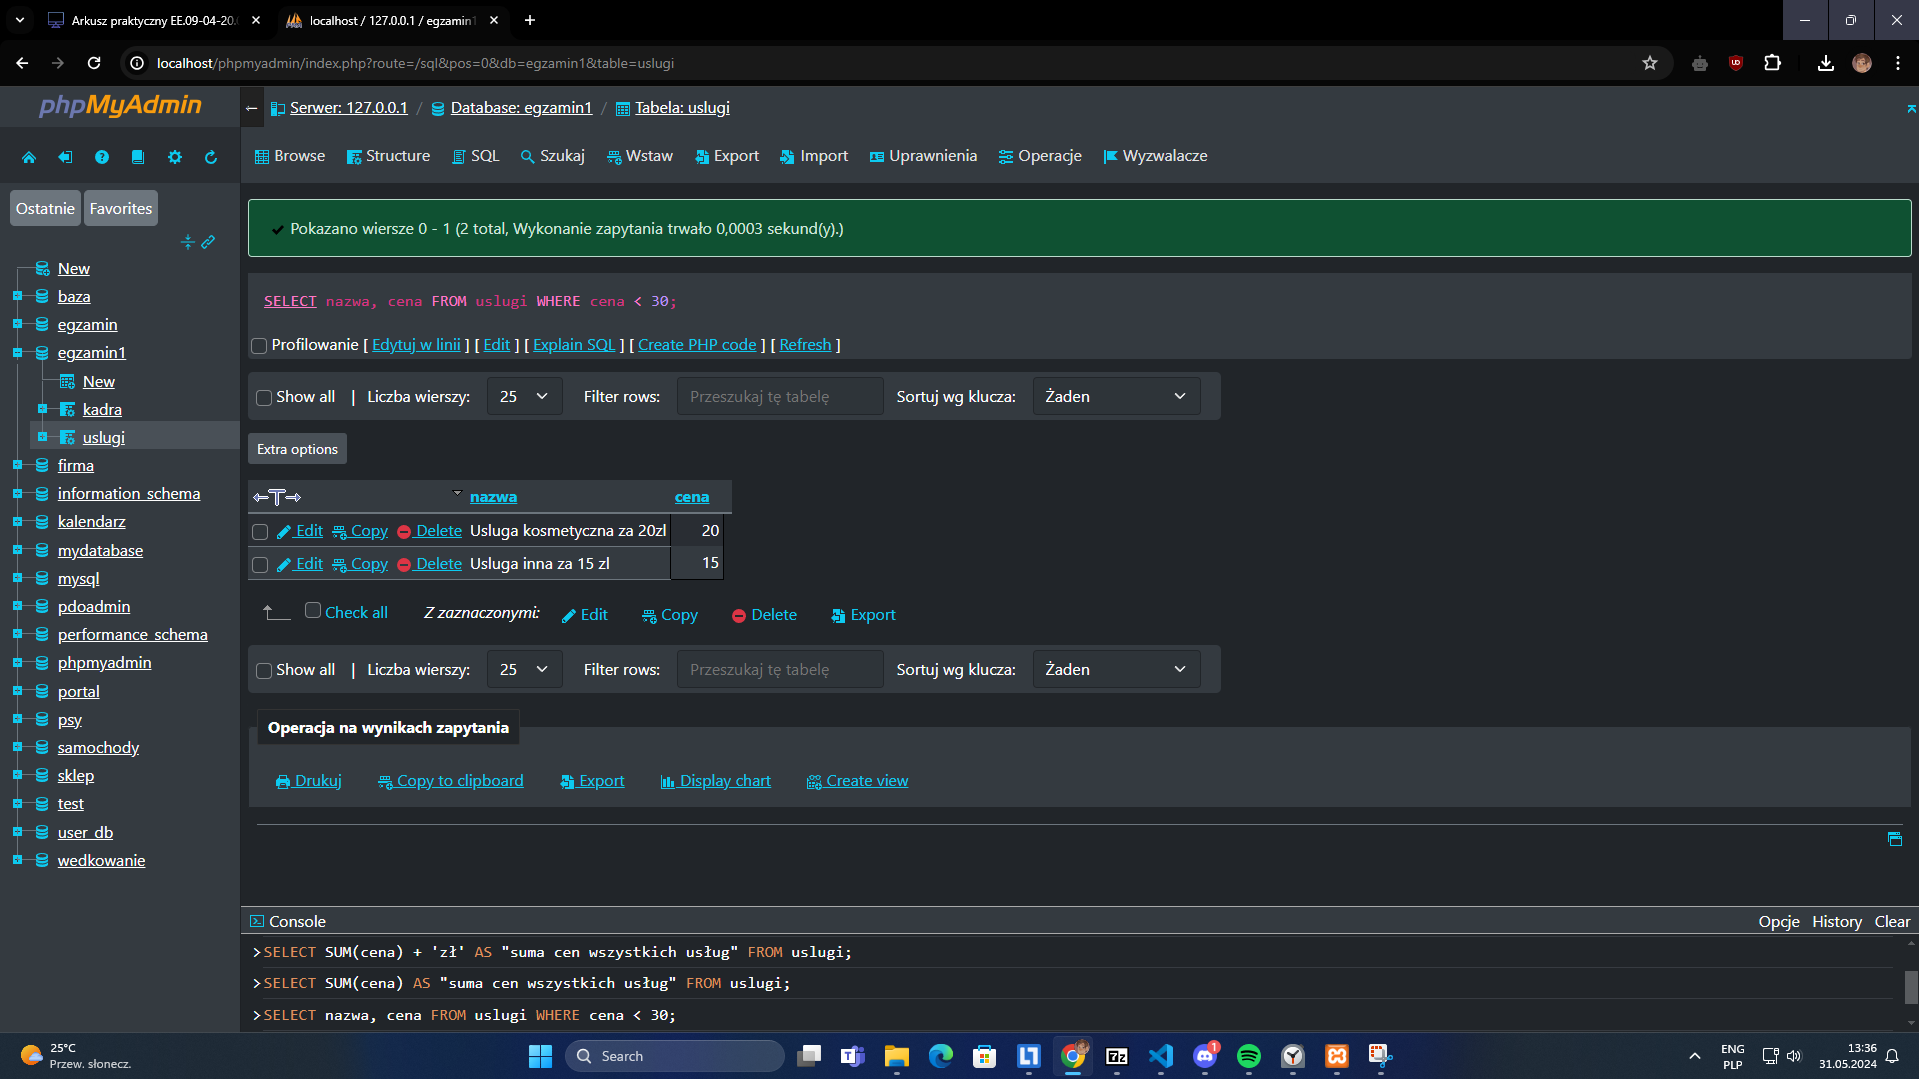 Arkusz praktyczny EE.09-04-20.0
localhost / 127.0.0.1 / egzamin1
localhost/phpmyadmin/index.php?route=/sql&pos=0&db=egzamin1&table=uslugi
phpMyAdmin
Serwer: 127.0.0.1 / Database: egzamin1 / Tabela: uslugi
Browse Structure SQL Szukaj Wstaw Export Import Uprawnienia Operacje Wyzwalacze
Ostatnie Favorites
New
baza
egzamin
egzamin1
New
kadra
uslugi
firma
information_schema
kalendarz
mydatabase
mysql
pdoadmin
performance_schema
phpmyadmin
portal
psy
samochody
sklep
test
user_db
wedkowanie
Pokazano wiersze 0 - 1 (2 total, Wykonanie zapytania trwało 0,0003 sekund(y).)
SELECT nazwa, cena FROM uslugi WHERE cena < 30;
Profilowanie [ Edytuj w linii ] [ Edit ] [ Explain SQL ] [ Create PHP code ] [ Refresh ]
Show all | Liczba wierszy: 25 Filter rows: Przeszukaj tę tabelę Sortuj wg klucza: Żaden
Extra options
←T→ nazwa cena
Edit Copy Delete Usluga kosmetyczna za 20zl 20
Edit Copy Delete Usluga inna za 15 zl 15
Check all Z zaznaczonymi: Edit Copy Delete Export
Show all | Liczba wierszy: 25 Filter rows: Przeszukaj tę tabelę Sortuj wg klucza: Żaden
Operacja na wynikach zapytania
Drukuj Copy to clipboard Export Display chart Create view
Console Opcje History Clear
>SELECT SUM(cena) + 'zł' AS "suma cen wszystkich usług" FROM uslugi;
>SELECT SUM(cena) AS "suma cen wszystkich usług" FROM uslugi;
>SELECT nazwa, cena FROM uslugi WHERE cena < 30;
25°C
Przew. słonecz.
Search
1
ENG
PLP
13:36
31.05.2024